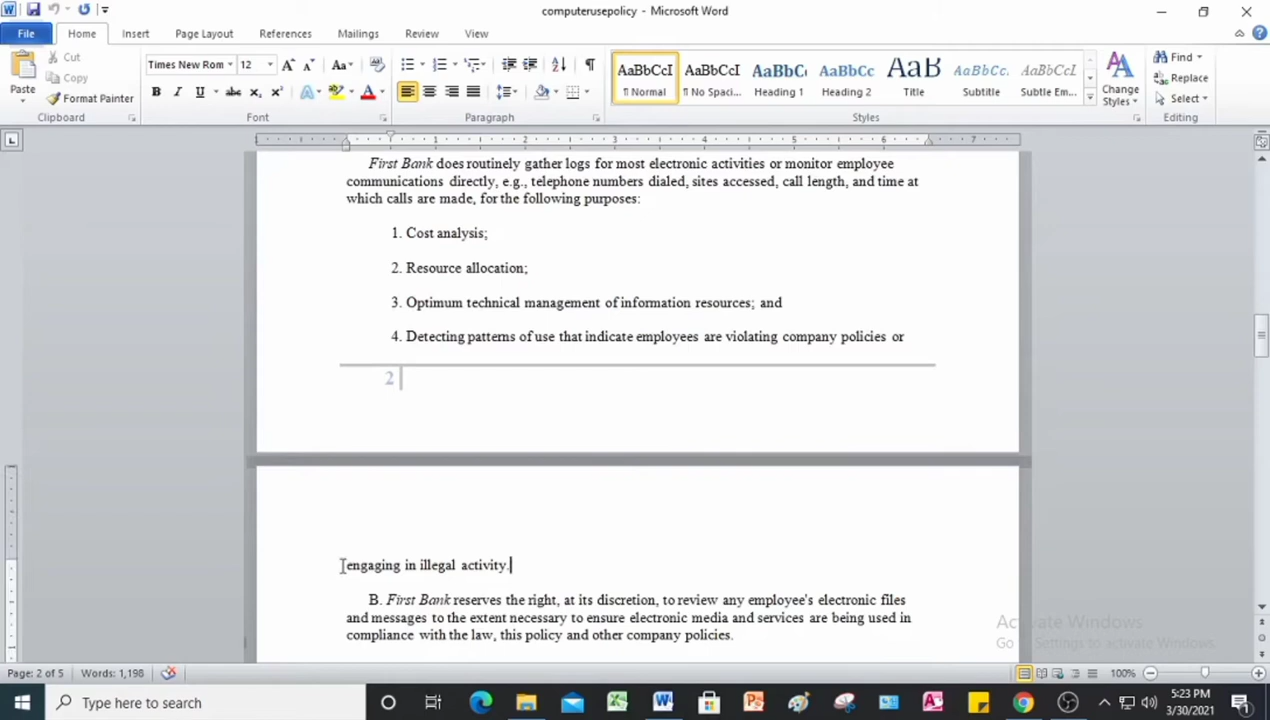 computerusepolicy - Microsoft Word
File Home Insert Page Layout References Mailings Review View
Cut
Copy
Format Painter
Paste
Clipboard
Times New Rom 12
Font
Paragraph
AaBbCcI AaBbCcI AaBbC AaBbCc AaB AaBbCc. AaBbCcI
¶ Normal ¶ No Spaci... Heading 1 Heading 2 Title Subtitle Subtle Em...
Change Styles
Styles
Find
Replace
Select
Editing
1 2 3 4 5 6 7
First Bank does routinely gather logs for most electronic activities or monitor employee
communications directly, e.g., telephone numbers dialed, sites accessed, call length, and time at
which calls are made, for the following purposes:
1. Cost analysis;
2. Resource allocation;
3. Optimum technical management of information resources; and
4. Detecting patterns of use that indicate employees are violating company policies or
2
engaging in illegal activity.
B. First Bank reserves the right, at its discretion, to review any employee's electronic files
and messages to the extent necessary to ensure electronic media and services are being used in
compliance with the law, this policy and other company policies.
Activate Windows
Go to Settings to activate Windows.
Page: 2 of 5 Words: 1,198
100%
Type here to search
5:23 PM
3/30/2021